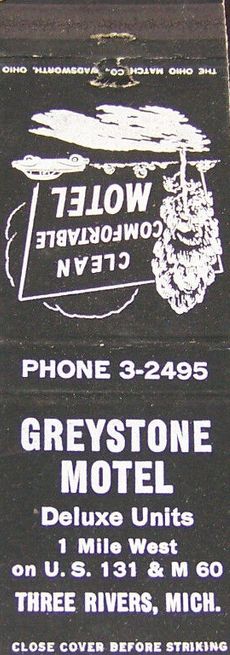 THE OHIO MATCH CO., WADSWORTH, OHIO
CLEAN
COMFORTABLE
MOTEL
PHONE 3-2495
GREYSTONE
MOTEL
Deluxe Units
1 Mile West
on U. S. 131 & M 60
THREE RIVERS, MICH.
CLOSE COVER BEFORE STRIKING